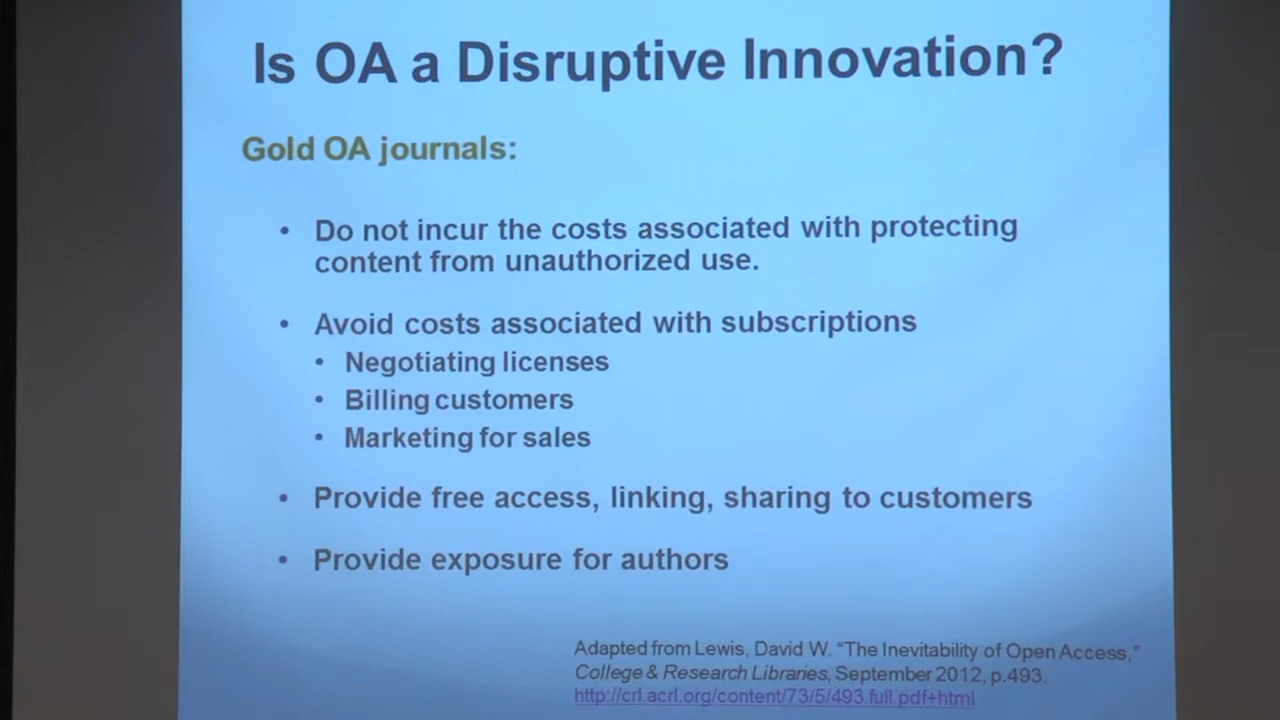 Is OA a Disruptive Innovation?
Gold OA journals:
• Do not incur the costs associated with protecting
content from unauthorized use.
• Avoid costs associated with subscriptions
• Negotiating licenses
• Billing customers
• Marketing for sales
• Provide free access, linking, sharing to customers
• Provide exposure for authors
Adapted from Lewis, David W. "The Inevitability of Open Access,"
College & Research Libraries, September 2012, p.493.
http://crl.acrl.org/content/73/5/493.full.pdf+html